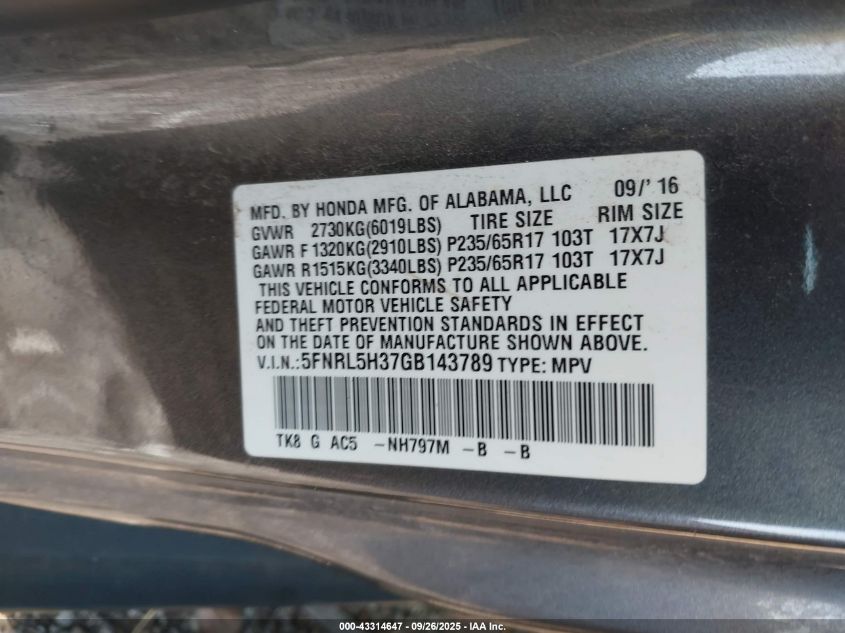 MFD. BY HONDA MFG. OF ALABAMA, LLC 09/' 16
GVWR 2730KG(6019LBS) TIRE SIZE RIM SIZE
GAWR F 1320KG(2910LBS) P235/65R17 103T 17X7J
GAWR R1515KG(3340LBS) P235/65R17 103T 17X7J
THIS VEHICLE CONFORMS TO ALL APPLICABLE
FEDERAL MOTOR VEHICLE SAFETY
AND THEFT PREVENTION STANDARDS IN EFFECT
ON THE DATE OF MANUFACTURE SHOWN ABOVE.
V.I.N.:5FNRL5H37GB143789 TYPE: MPV
TK8 G AC5 -NH797M -B -B
000-43314647 - 09/26/2025 - IAA Inc.